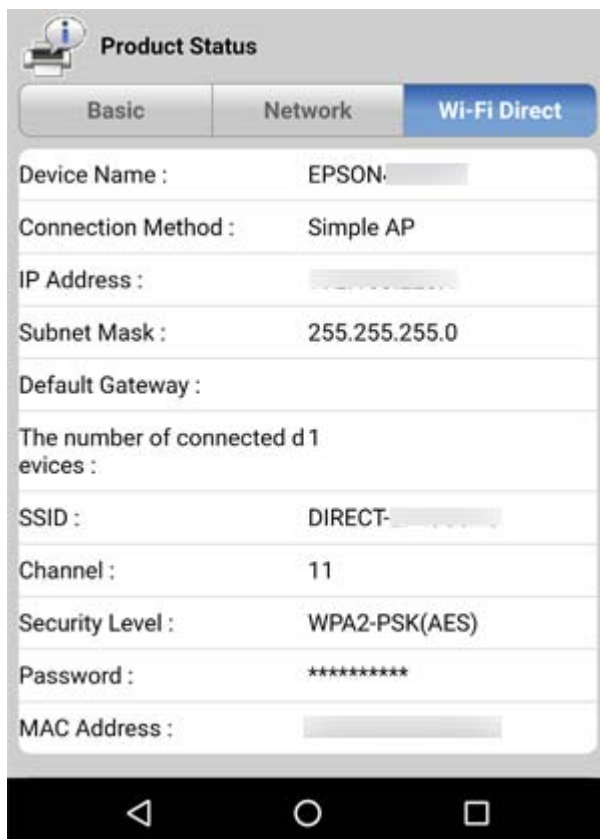 Product Status
Basic Network Wi-Fi Direct
Device Name : EPSON
Connection Method : Simple AP
IP Address :
Subnet Mask : 255.255.255.0
Default Gateway :
The number of connected d 1
evices :
SSID : DIRECT-
Channel : 11
Security Level : WPA2-PSK(AES)
Password : **********
MAC Address :